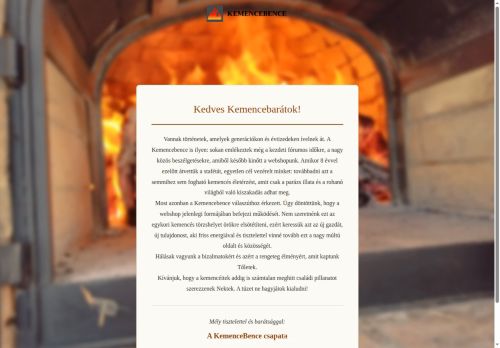 KEMENCEBENCE
Kedves Kemencebarátok!
Vannak történetek, amelyek generációkon és évtizedeken ívelnek át. A
Kemencebence is ilyen: sokan emlékeztek még a kezdeti fórumos időkre, a nagy
közös beszélgetésekre, amiből később kinőtt a webshopunk. Amikor 8 évvel
ezelőtt átvettük a stafétát, egyetlen cél vezérelt minket: továbbadni azt a
semmihez sem fogható kemencés életérzést, amit csak a parázs illata és a rohanó
világból való kiszakadás adhat meg.
Most azonban a Kemencebence válaszúthoz érkezett. Úgy döntöttünk, hogy a
webshop jelenlegi formájában befejezi működését. Nem szeretnénk ezt az
egykori kemencés törzshelyet örökre elsötétíteni, ezért keressük azt az új gazdát,
új tulajdonost, aki friss energiával és tisztelettel vinné tovább ezt a nagy múltú
oldalt és közösségét.
Hálásak vagyunk a bizalmatokért és azért a rengeteg élményért, amit kaptunk
Tőletek.
Kívánjuk, hogy a kemencéitek addig is számtalan meghitt családi pillanatot
szerezzenek Nektek. A tüzet ne hagyjátok kialudni!
Mély tisztelettel és barátsággal:
A KemenceBence csapata